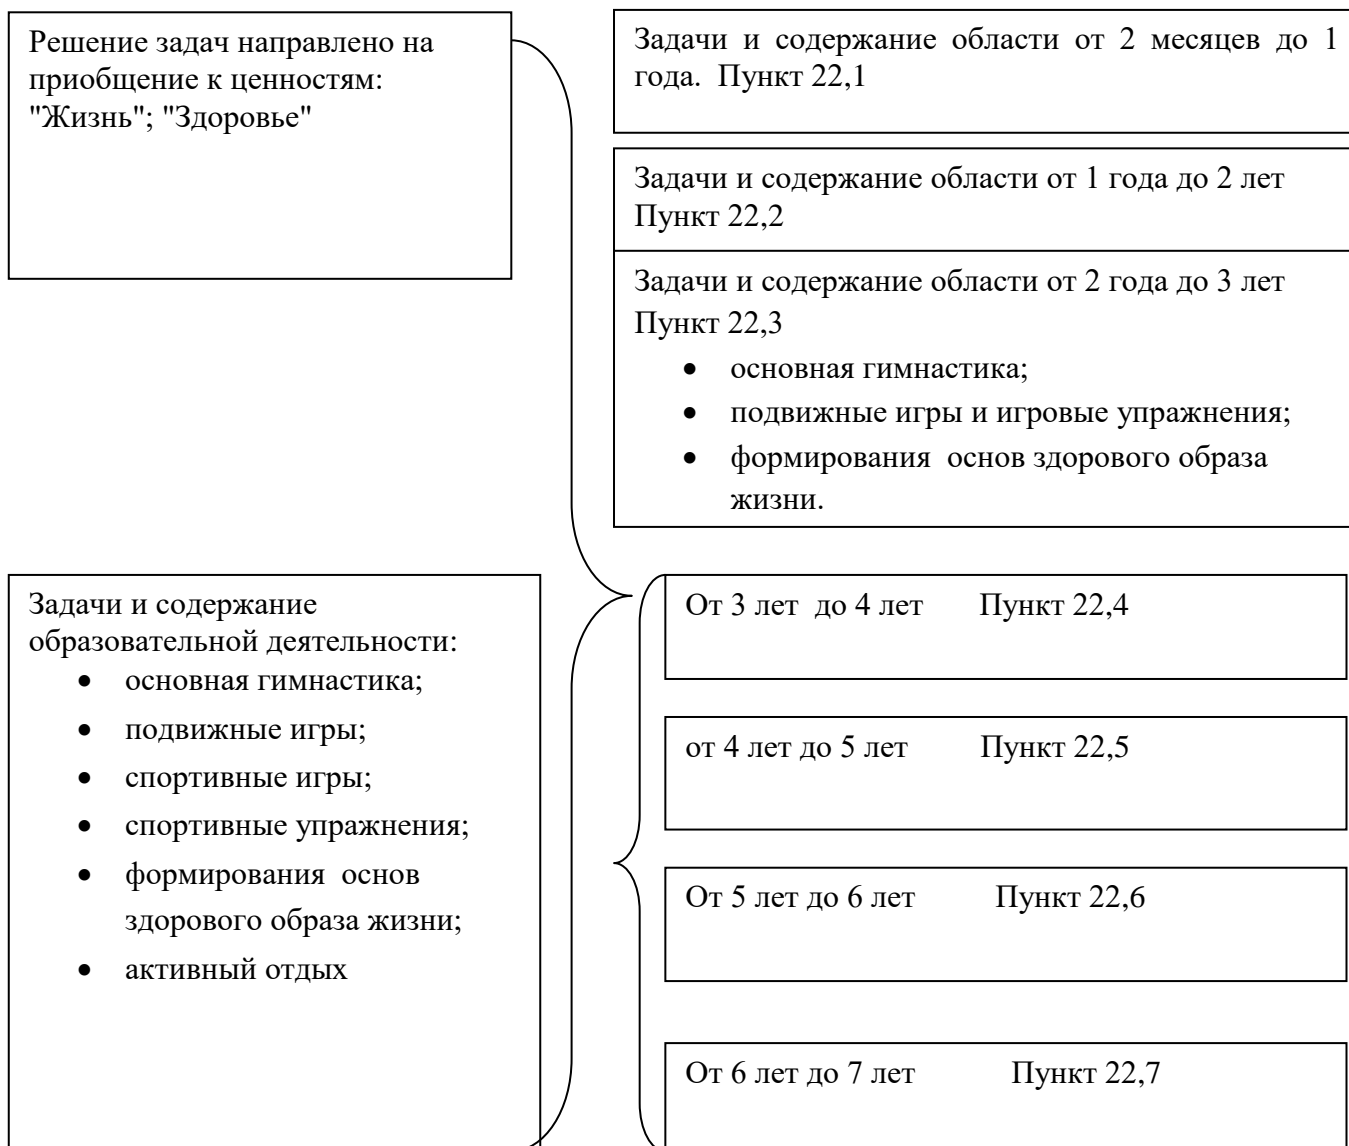 Решение задач направлено на
приобщение к ценностям:
"Жизнь"; "Здоровье"
Задачи и содержание области от 2 месяцев до 1
года. Пункт 22,1
Задачи и содержание области от 1 года до 2 лет
Пункт 22,2
Задачи и содержание области от 2 года до 3 лет
Пункт 22,3
• основная гимнастика;
• подвижные игры и игровые упражнения;
• формирования основ здорового образа
жизни.
Задачи и содержание
образовательной деятельности:
• основная гимнастика;
• подвижные игры;
• спортивные игры;
• спортивные упражнения;
• формирования основ
здорового образа жизни;
• активный отдых
От 3 лет до 4 лет Пункт 22,4
от 4 лет до 5 лет Пункт 22,5
От 5 лет до 6 лет Пункт 22,6
От 6 лет до 7 лет Пункт 22,7